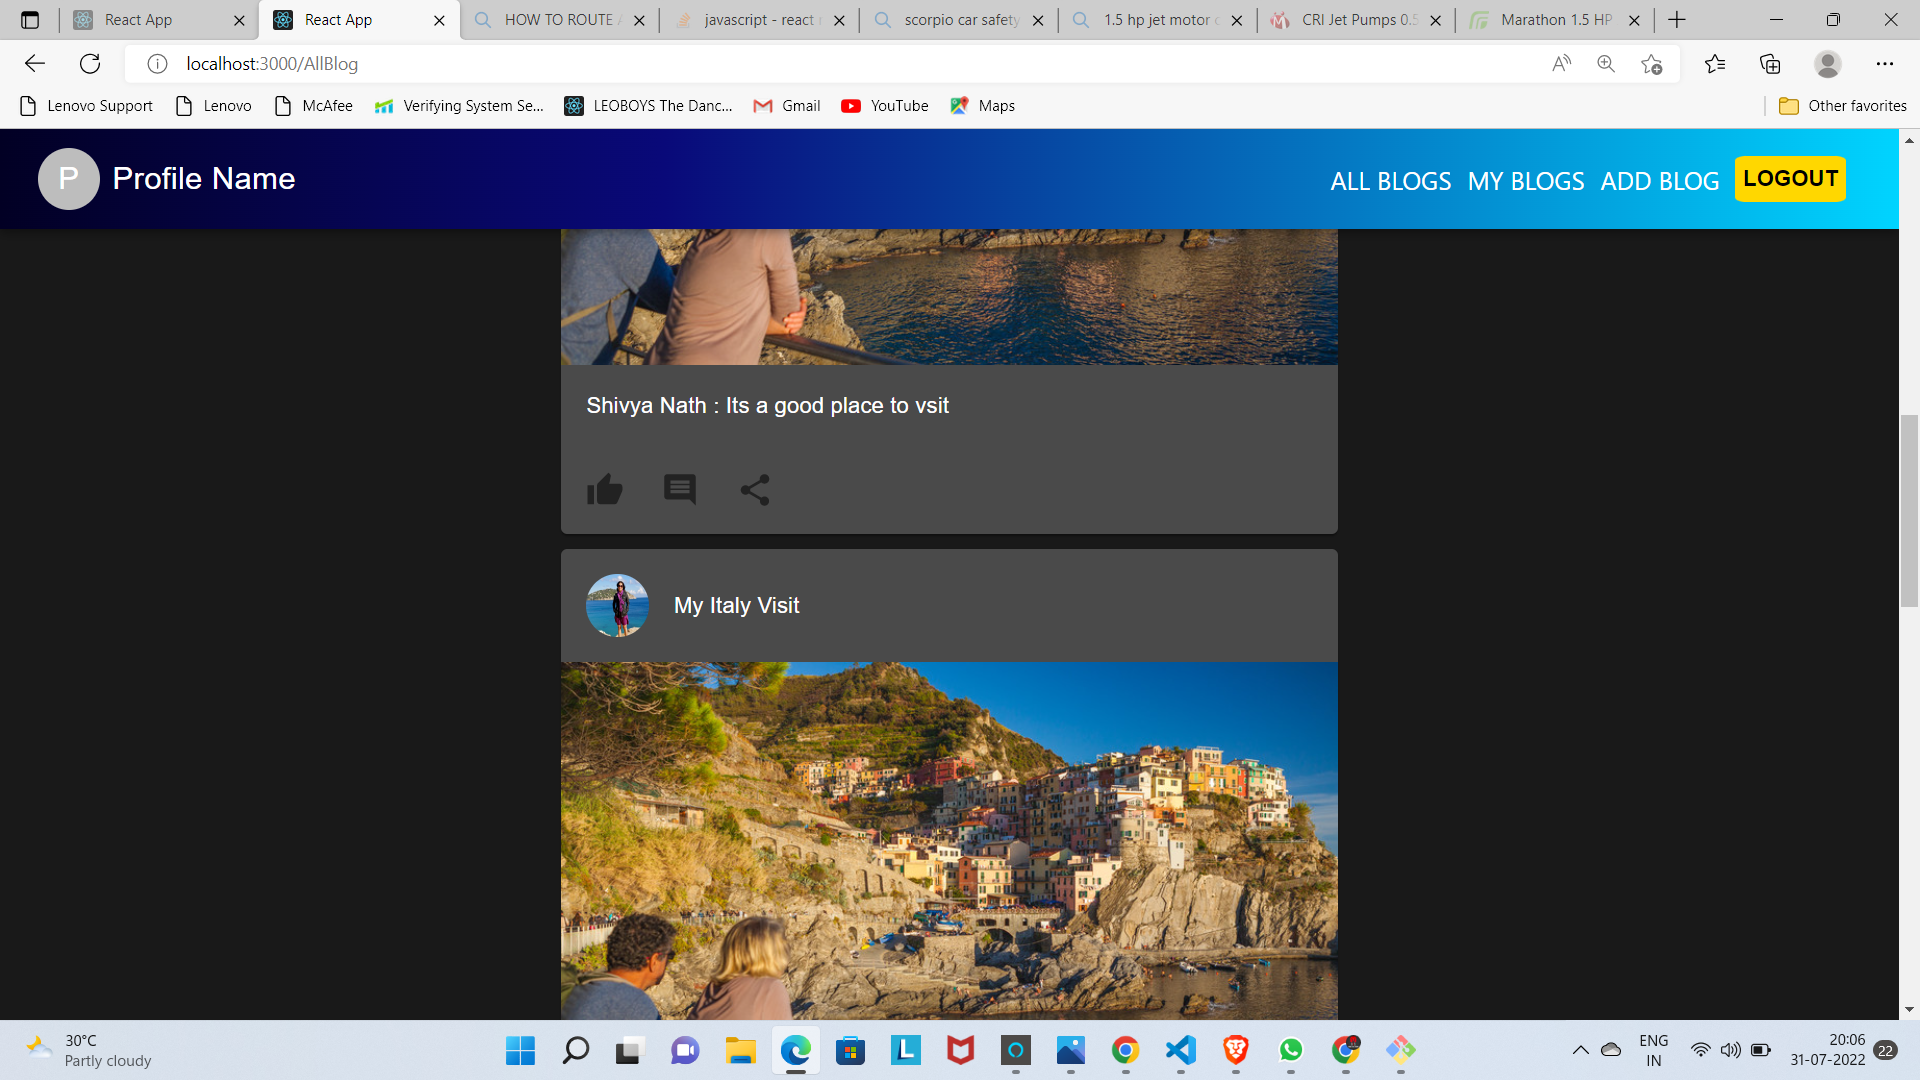 React App
React App
HOW TO ROUTE
javascript - react
scorpio car safety
1.5 hp jet motor
CRI Jet Pumps 0.5
Marathon 1.5 HP
localhost:3000/AllBlog
Lenovo Support
Lenovo
McAfee
Verifying System Se...
LEOBOYS The Danc...
Gmail
YouTube
Maps
Other favorites
P
Profile Name
ALL BLOGS
MY BLOGS
ADD BLOG
LOGOUT
Shivya Nath : Its a good place to vsit
My Italy Visit
30°C
Partly cloudy
ENG
IN
20:06
31-07-2022
22